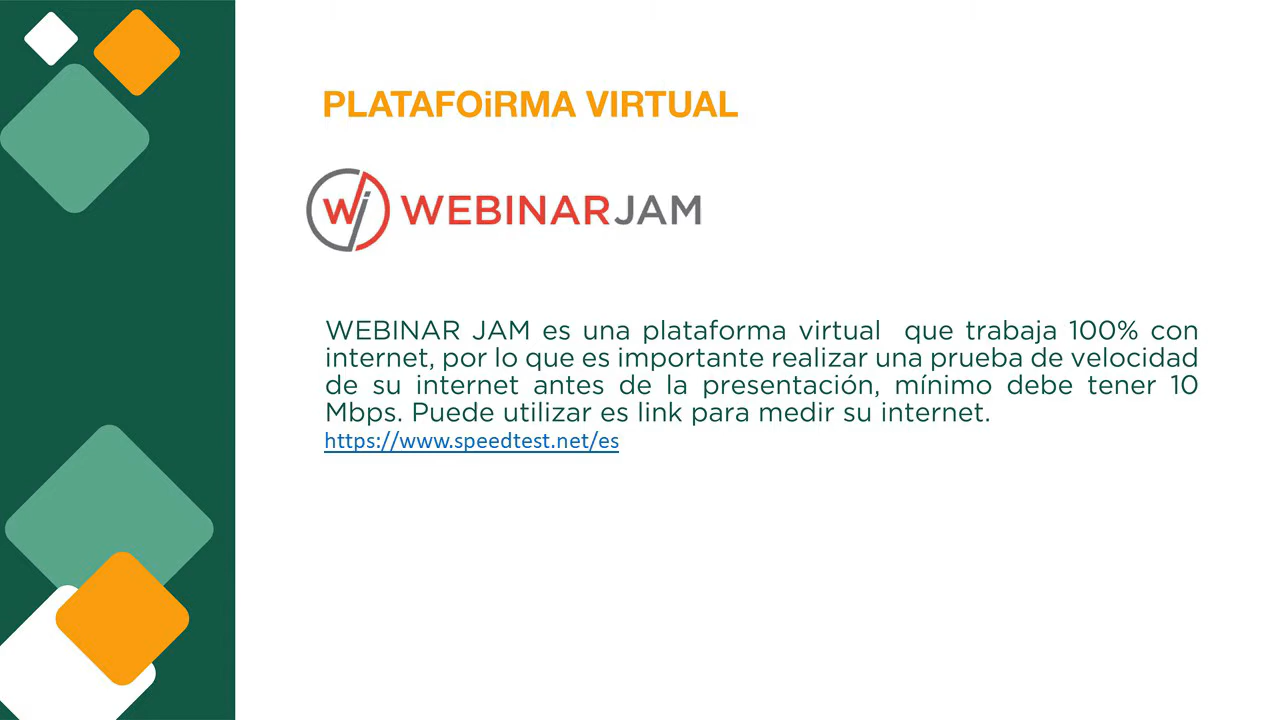 PLATAFOiRMA VIRTUAL
Wj WEBINARJAM
WEBINAR JAM es una plataforma virtual  que trabaja 100% con
internet, por lo que es importante realizar una prueba de velocidad
de su internet antes de la presentación, mínimo debe tener 10
Mbps. Puede utilizar es link para medir su internet.
https://www.speedtest.net/es